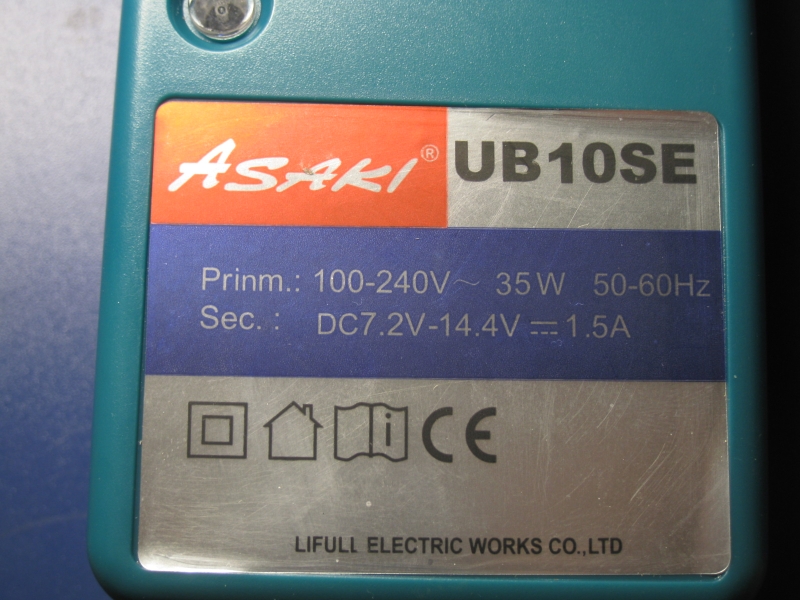 ASAKI® UB10SE
Prinm.: 100-240V~ 35W 50-60Hz
Sec. : DC7.2V-14.4V⎓1.5A
i CE
LIFULL ELECTRIC WORKS CO.,LTD